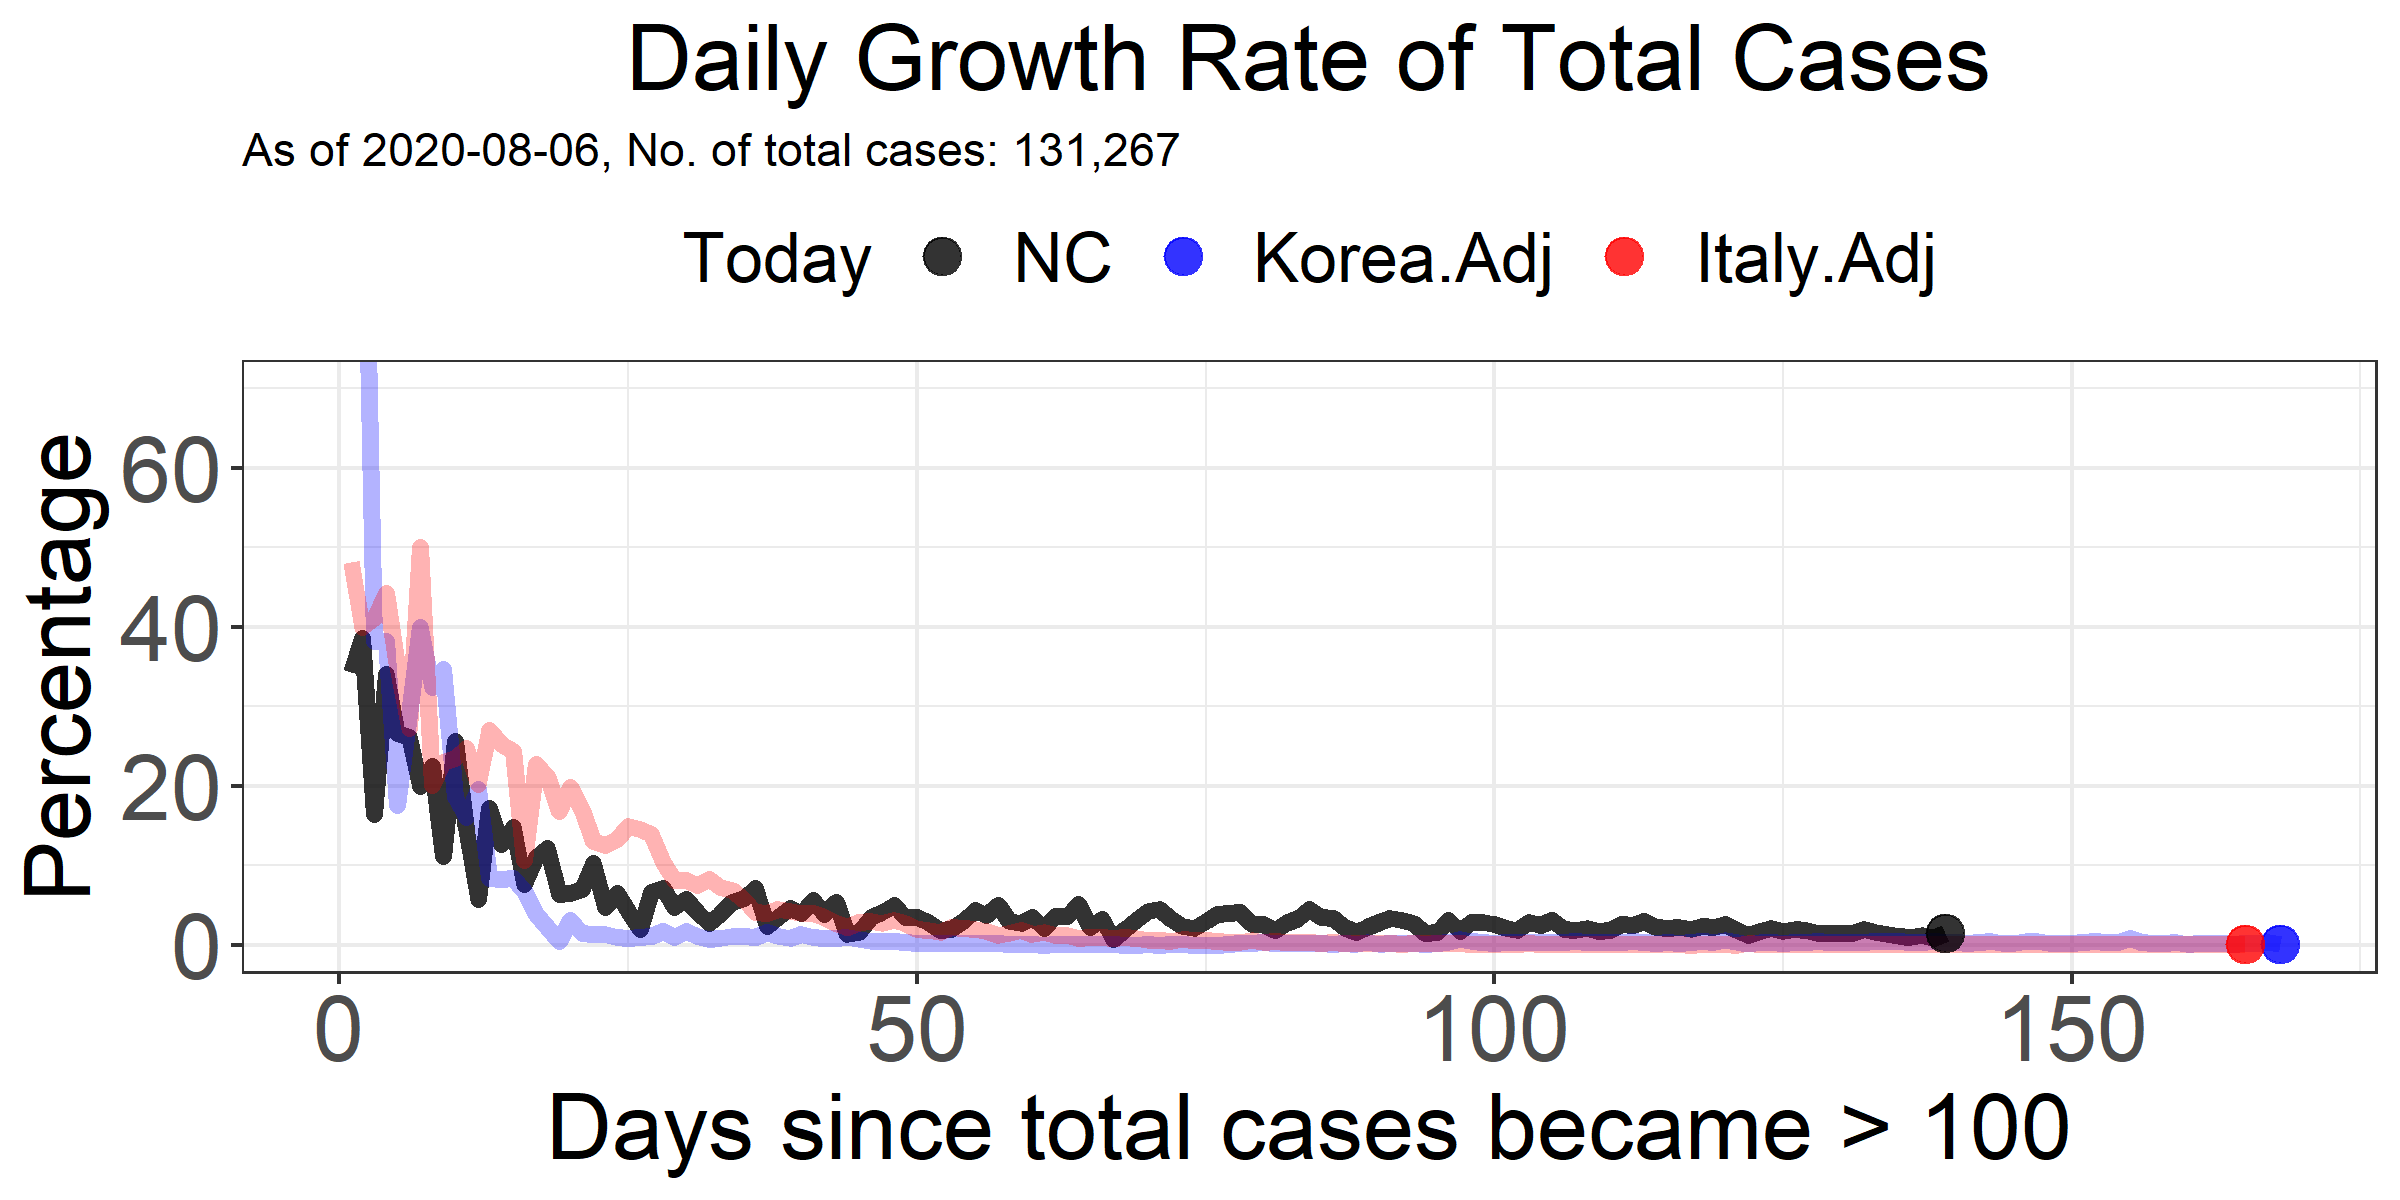 Daily Growth Rate of Total Cases
As of 2020-08-06, No. of total cases: 131,267
Today NC Korea.Adj Italy.Adj
Percentage
60
40
20
0
0 50 100 150
Days since total cases became > 100